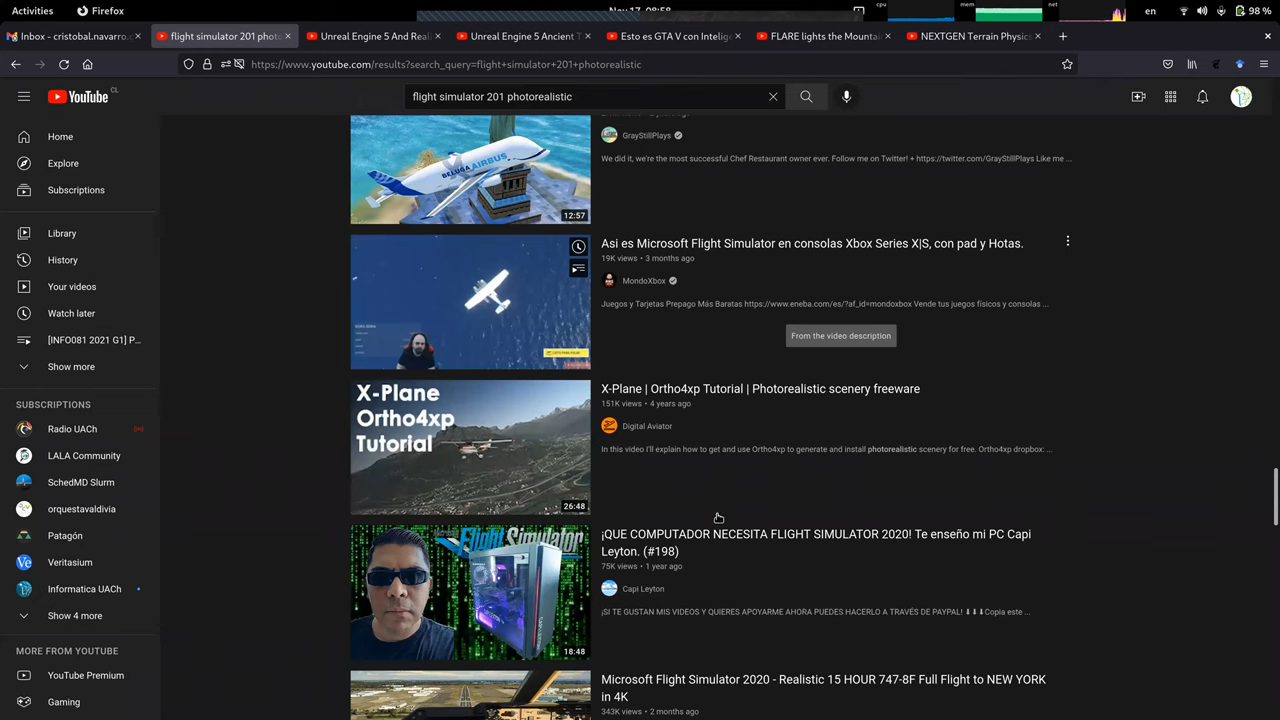 Activities
Firefox
Nov 17, 08:58
cpu
mem
net
en
98 %
Inbox - cristobal.navarro.g
flight simulator 201 photo
Unreal Engine 5 And Reali
Unreal Engine 5 Ancient T
Esto es GTA V con Intelige
FLARE lights the Mountai
NEXTGEN Terrain Physics
https://www.youtube.com/results?search_query=flight+simulator+201+photorealistic
YouTube CL
flight simulator 201 photorealistic
Home
Explore
Subscriptions
Library
History
Your videos
Watch later
[INFO081 2021 G1] P...
Show more
SUBSCRIPTIONS
Radio UACh
LALA Community
SchedMD Slurm
orquestavaldivia
Patagón
Veritasium
Informatica UACh
Show 4 more
MORE FROM YOUTUBE
YouTube Premium
Gaming
BELUGA AIRBUS
12:57
GrayStillPlays
We did it, we're the most successful Chef Restaurant owner ever. Follow me on Twitter! + https://twitter.com/GrayStillPlays Like me ...
Asi es Microsoft Flight Simulator en consolas Xbox Series X|S, con pad y Hotas.
19K views • 3 months ago
MondoXbox
Juegos y Tarjetas Prepago Más Baratas https://www.eneba.com/es/?af_id=mondoxbox Vende tus juegos físicos y consolas ...
From the video description
X-Plane
Ortho4xp
Tutorial
26:48
X-Plane | Ortho4xp Tutorial | Photorealistic scenery freeware
151K views • 4 years ago
Digital Aviator
In this video I'll explain how to get and use Ortho4xp to generate and install photorealistic scenery for free. Ortho4xp dropbox: ...
Flight Simulator
18:48
¡QUE COMPUTADOR NECESITA FLIGHT SIMULATOR 2020! Te enseño mi PC Capi
Leyton. (#198)
75K views • 1 year ago
Capi Leyton
¡SI TE GUSTAN MIS VIDEOS Y QUIERES APOYARME AHORA PUEDES HACERLO A TRAVÉS DE PAYPAL! ⬇⬇⬇Copia este ...
Microsoft Flight Simulator 2020 - Realistic 15 HOUR 747-8F Full Flight to NEW YORK
in 4K
343K views • 2 months ago